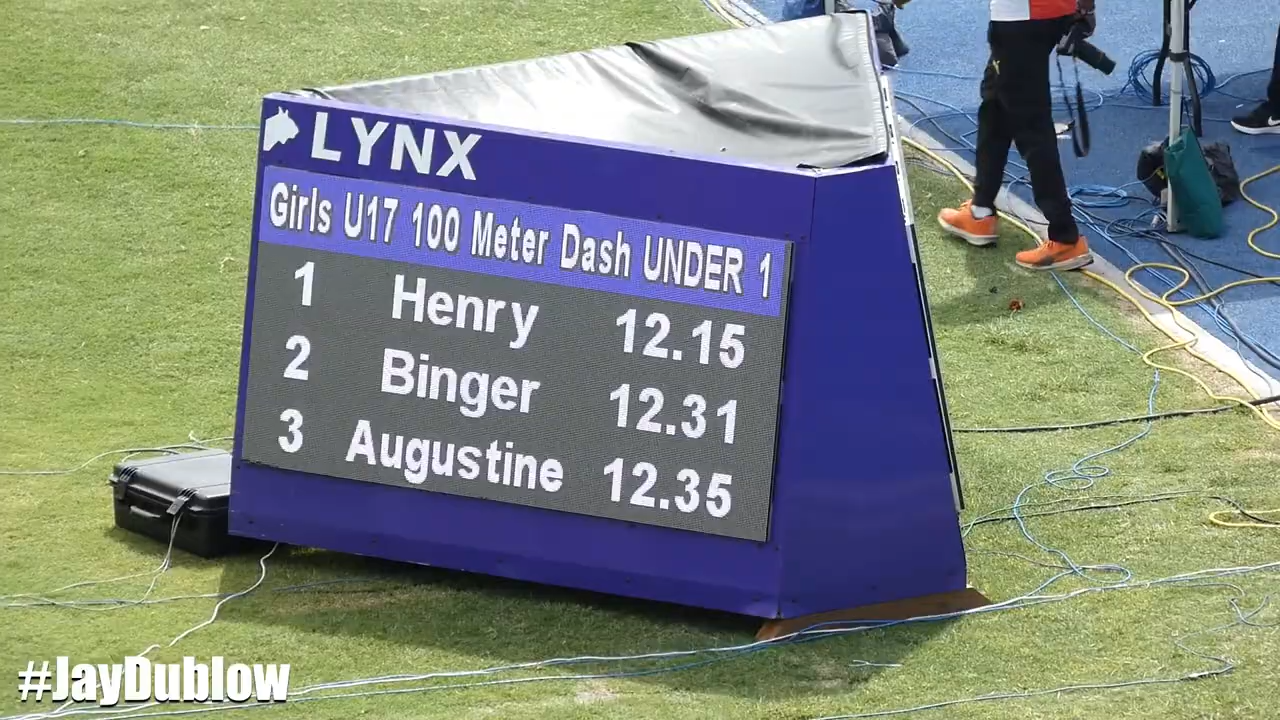 LYNX
Girls U17 100 Meter Dash UNDER 1
1 Henry 12.15
2 Binger 12.31
3 Augustine 12.35
#JayDublow